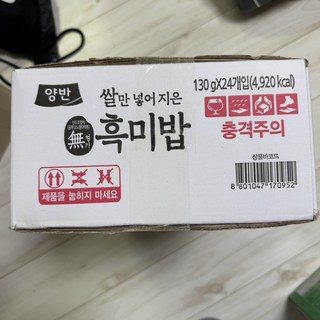 양반
쌀만 넣어 지은
無
흑미밥
130 gX24개입(4,920 kcal)
충격주의
상품바코드
8 801047 170952
제품을 눕히지 마세요